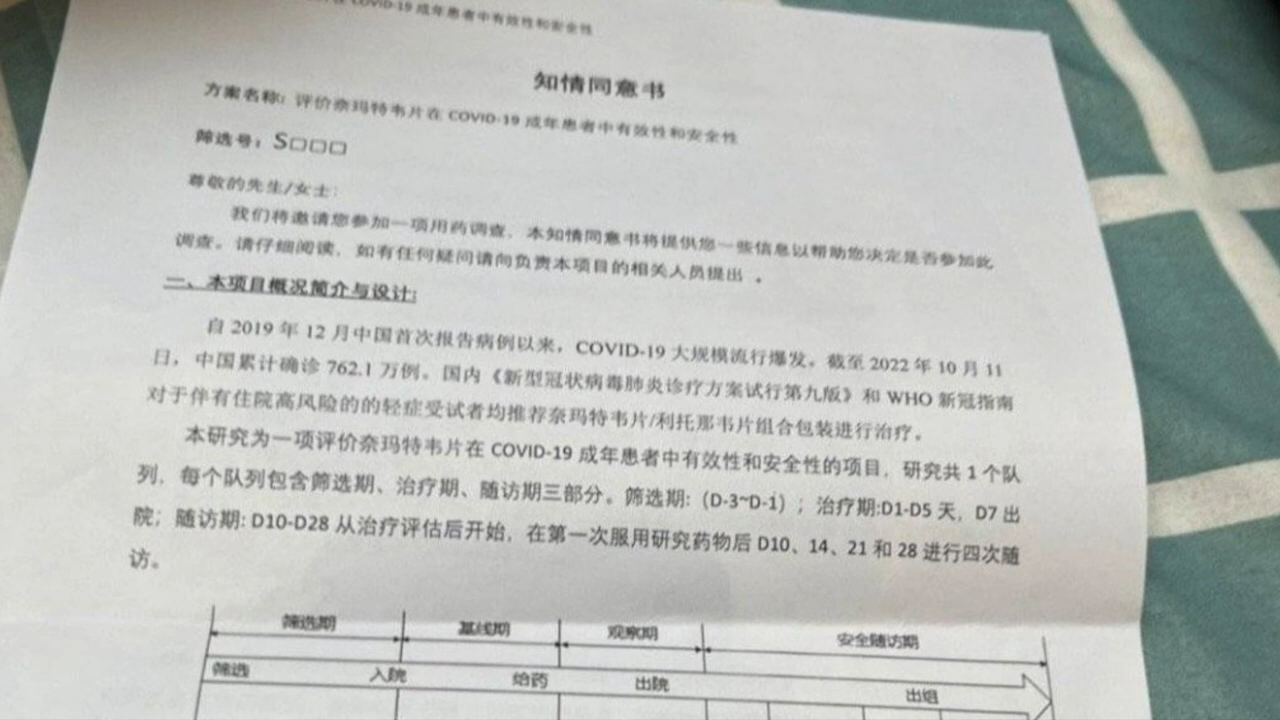 COVID-19 成年患者中有效性和安全性
知情同意书
方案名称：评价奈玛特韦片在 COVID-19 成年患者中有效性和安全性
筛选号：S□□□
尊敬的先生/女士：
我们将邀请您参加一项用药调查，本知情同意书将提供您一些信息以帮助您决定是否参加此
调查。请仔细阅读，如有任何疑问请向负责本项目的相关人员提出 。
一、本项目概况简介与设计：
自 2019 年 12 月中国首次报告病例以来，COVID-19 大规模流行爆发。截至 2022 年 10 月 11
日，中国累计确诊 762.1 万例。国内《新型冠状病毒肺炎诊疗方案试行第九版》和 WHO 新冠指南
对于伴有住院高风险的的轻症受试者均推荐奈玛特韦片/利托那韦片组合包装进行治疗。
本研究为一项评价奈玛特韦片在 COVID-19 成年患者中有效性和安全性的项目，研究共 1 个队
列，每个队列包含筛选期、治疗期、随访期三部分。筛选期:（D-3~D-1）；治疗期:D1-D5 天，D7 出
院；随访期: D10-D28 从治疗评估后开始，在第一次服用研究药物后 D10、14、21 和 28 进行四次随
访。
筛选期 基线期 观察期 安全随访期
筛选 入院 给药 出院 出组